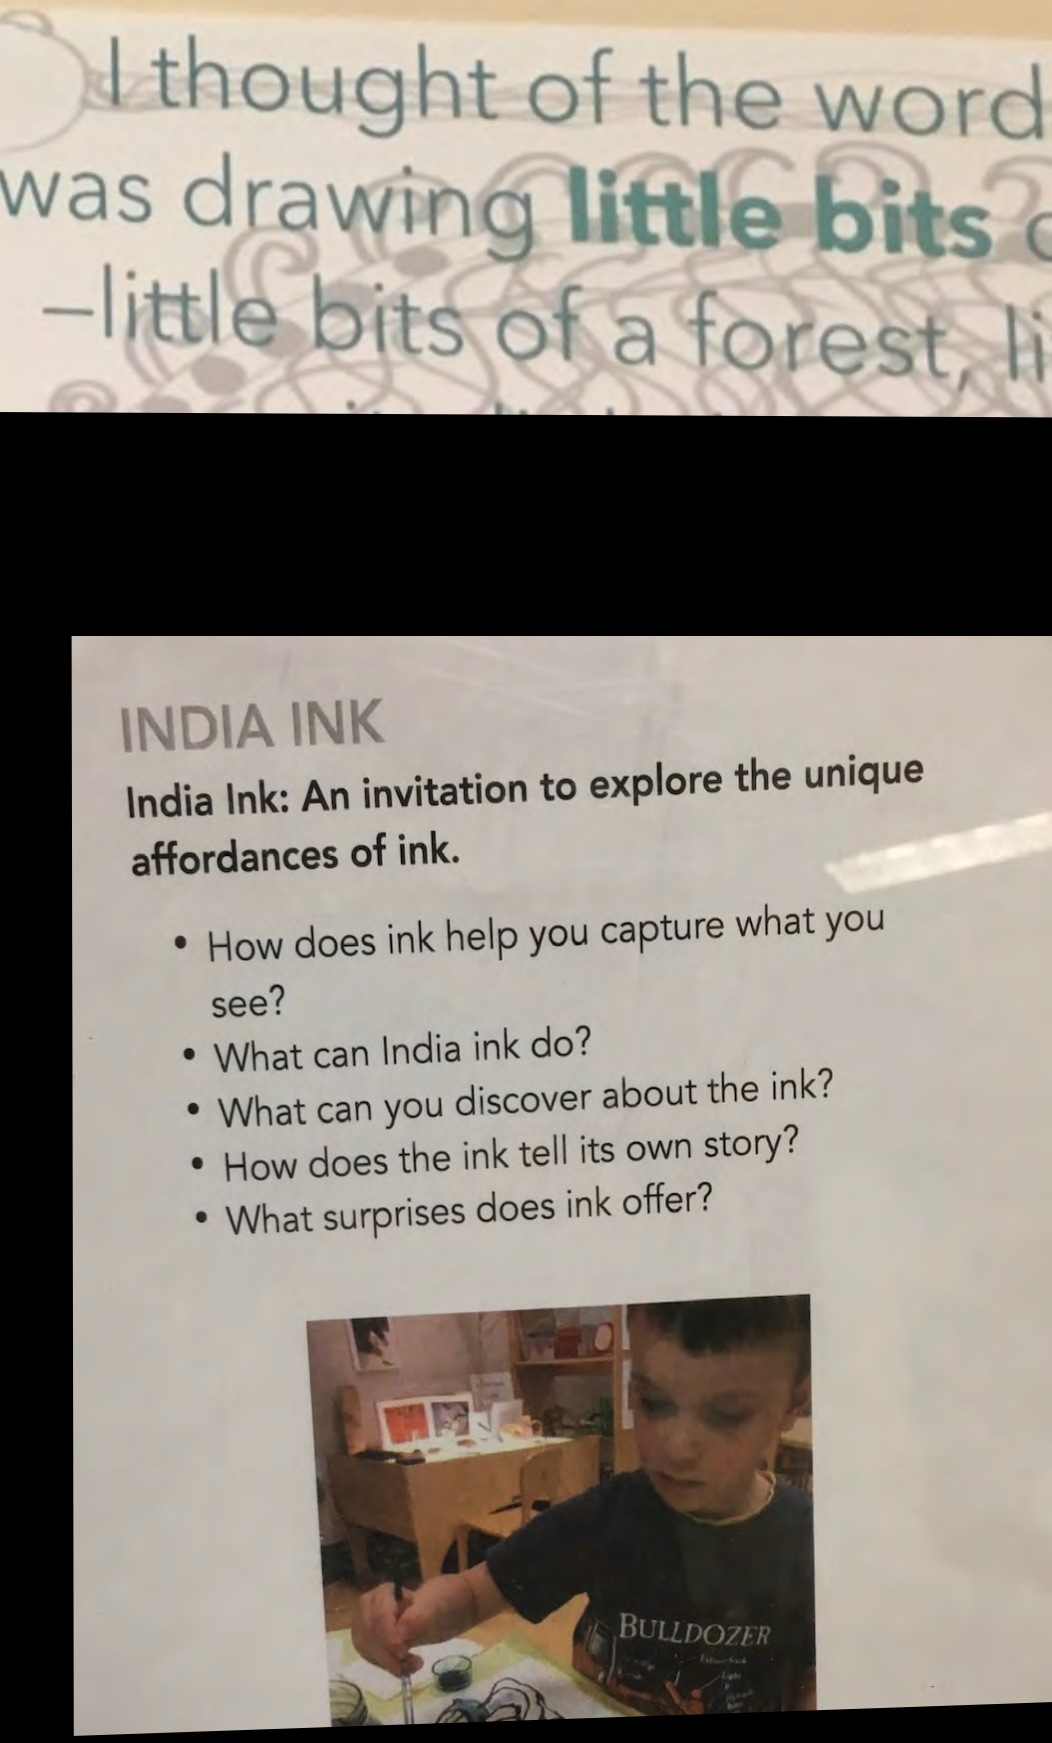 I thought of the word
was drawing little bits
–little bits of a forest, li
INDIA INK
India Ink: An invitation to explore the unique
affordances of ink.
• How does ink help you capture what you
see?
• What can India ink do?
• What can you discover about the ink?
• How does the ink tell its own story?
• What surprises does ink offer?
BULLDOZER